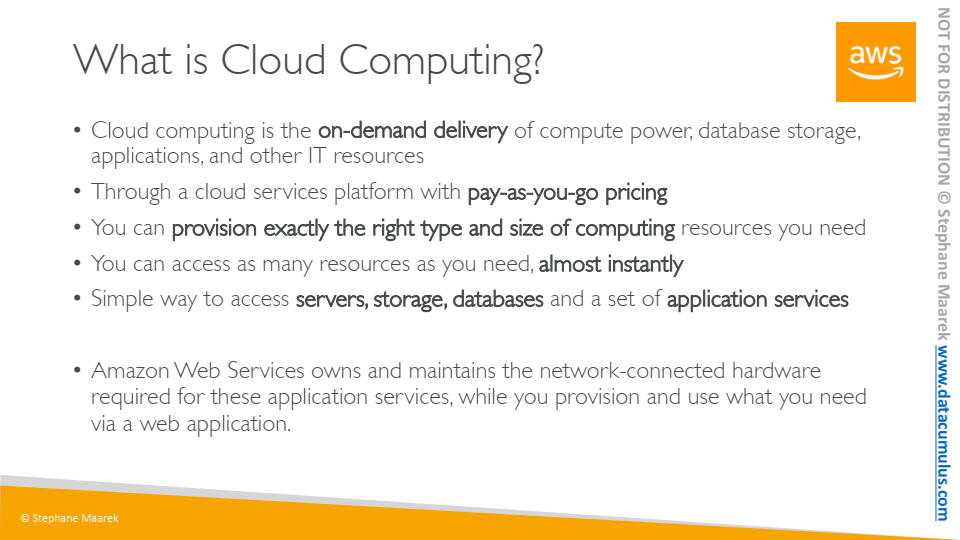 What is Cloud Computing?
aws
• Cloud computing is the on-demand delivery of compute power, database storage,
applications, and other IT resources
• Through a cloud services platform with pay-as-you-go pricing
• You can provision exactly the right type and size of computing resources you need
• You can access as many resources as you need, almost instantly
• Simple way to access servers, storage, databases and a set of application services
• Amazon Web Services owns and maintains the network-connected hardware
required for these application services, while you provision and use what you need
via a web application.
© Stephane Maarek
NOT FOR DISTRIBUTION © Stephane Maarek www.datacumulus.com